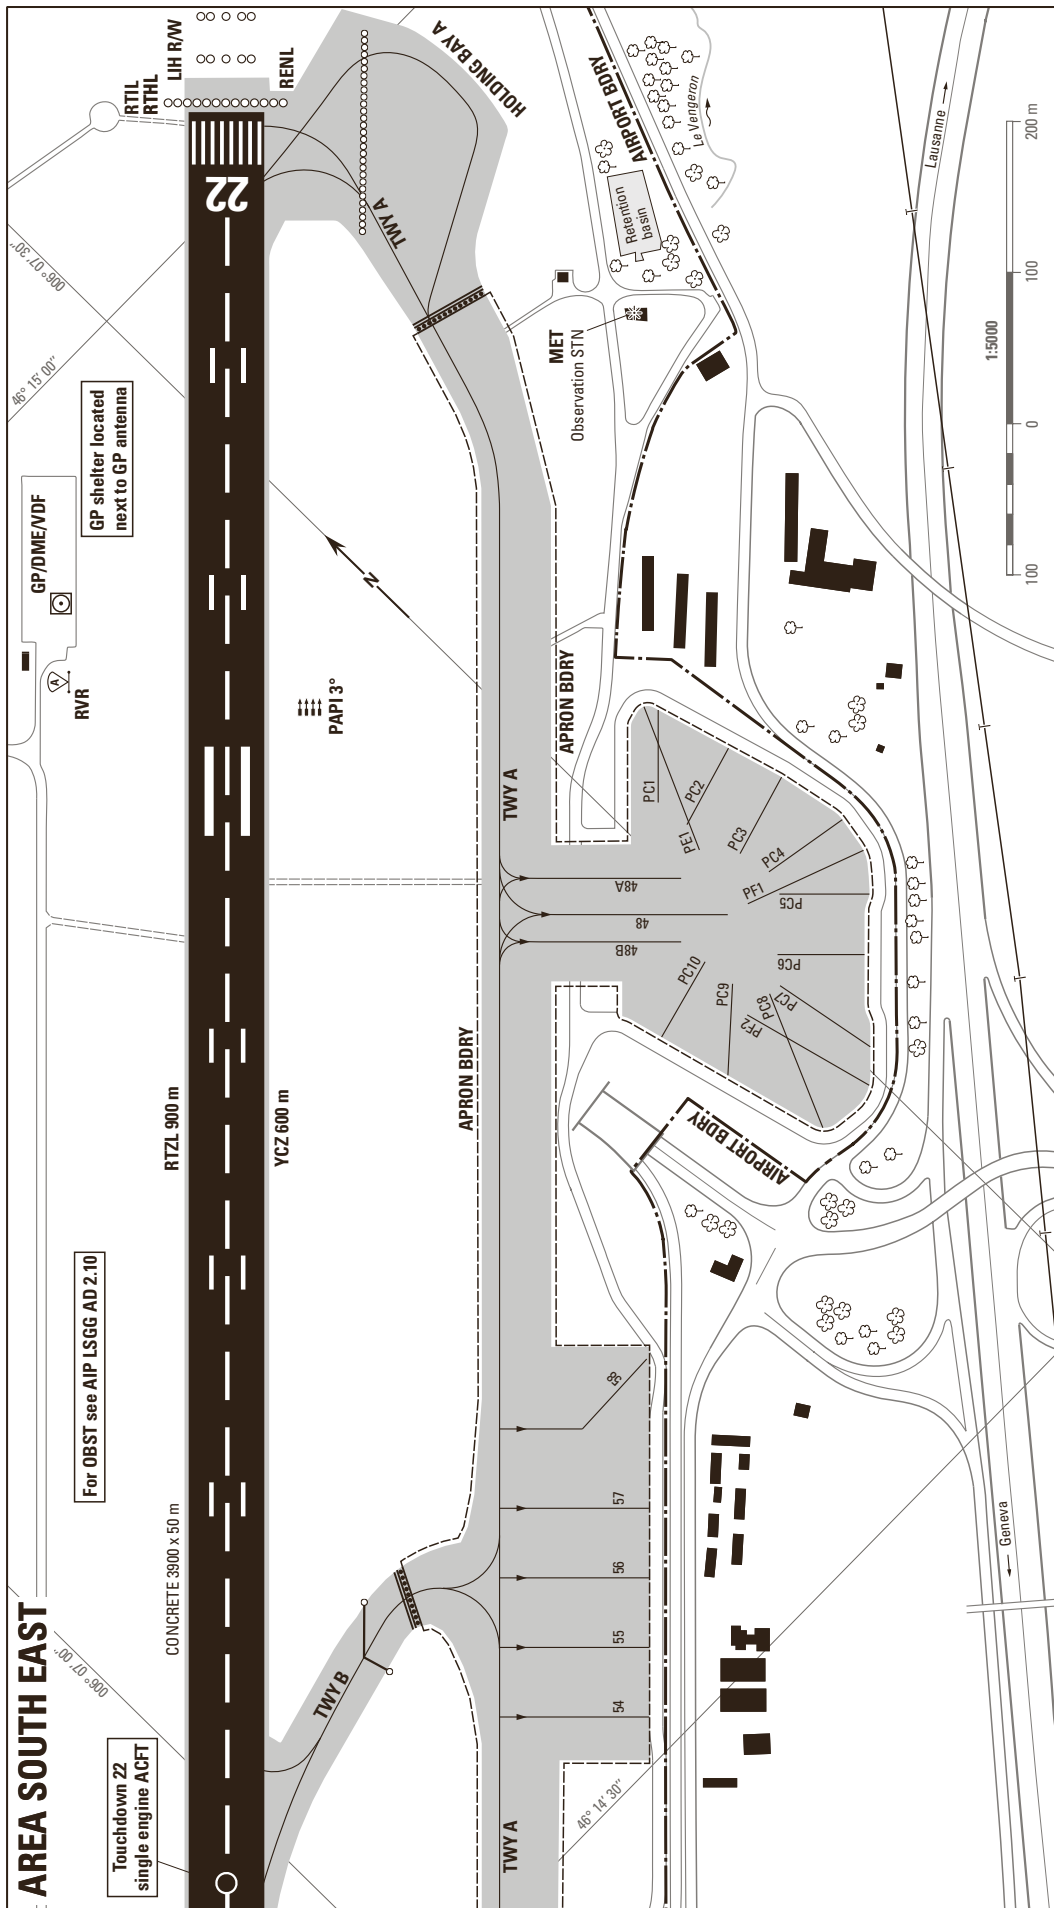 AREA SOUTH EAST
Touchdown 22
single engine ACFT
006° 07' 00''
CONCRETE 3900 x 50 m
For OBST see AIP LSGG AD 2.10
RTZL 900 m
YCZ 600 m
RVR
A
GP/DME/VDF
GP shelter located
next to GP antenna
46° 15' 00''
006° 07' 30''
RTIL
RTHL
LIH R/W
RENL
22
PAPI 3°
N
HOLDING BAY A
TWY A
TWY A
TWY A
TWY B
APRON BDRY
APRON BDRY
MET
Observation STN
Retention
basin
AIRPORT BDRY
Le Vengeron
Lausanne
1:5000
100
0
100
200 m
PC1
PC2
PE1
PC3
PC4
PF1
PC5
PC6
PC7
PC8
PF2
PC9
PC10
48A
48
48B
AIRPORT BDRY
58
57
56
55
54
46° 14' 30''
Geneva